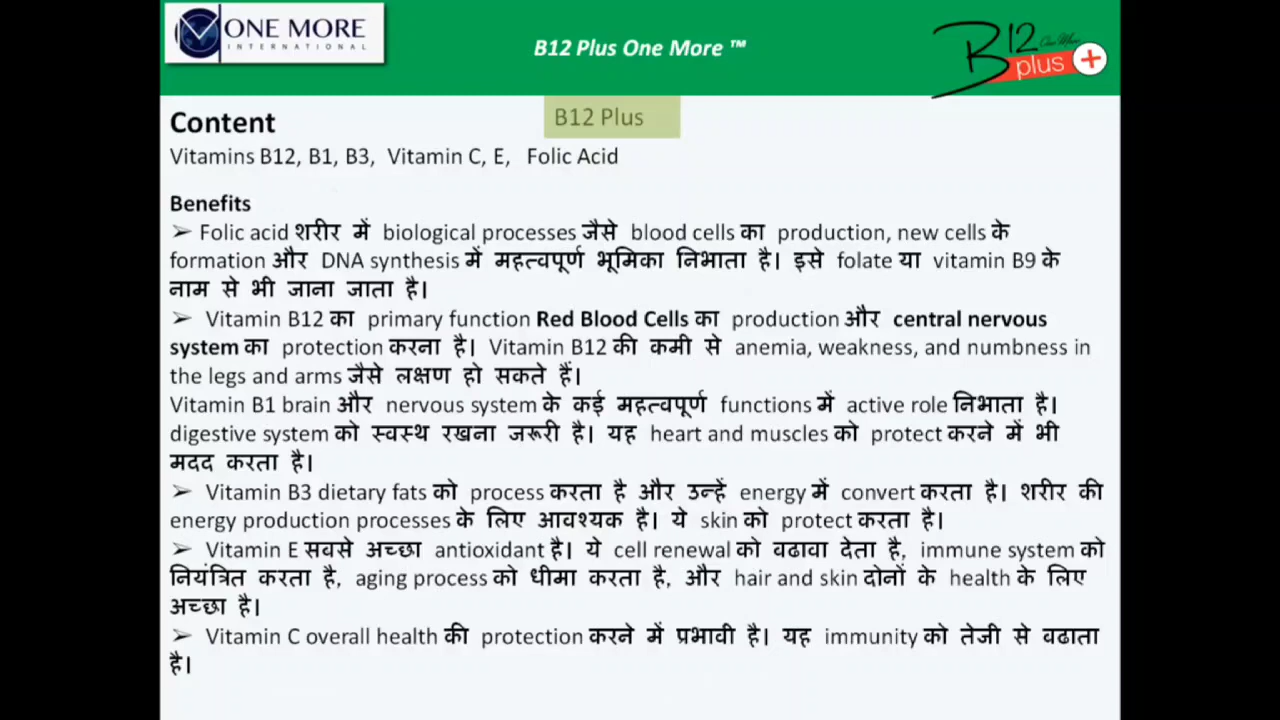 ONE MORE
INTERNATIONAL
B12 Plus One More ™
B12 One More
plus +
B12 Plus
Content
Vitamins B12, B1, B3, Vitamin C, E, Folic Acid
Benefits
➢ Folic acid शरीर में biological processes जैसे blood cells का production, new cells के
formation और DNA synthesis में महत्वपूर्ण भूमिका निभाता है। इसे folate या vitamin B9 के
नाम से भी जाना जाता है।
➢ Vitamin B12 का primary function Red Blood Cells का production और central nervous
system का protection करना है। Vitamin B12 की कमी से anemia, weakness, and numbness in
the legs and arms जैसे लक्षण हो सकते हैं।
Vitamin B1 brain और nervous system के कई महत्वपूर्ण functions में active role निभाता है।
digestive system को स्वस्थ रखना जरूरी है। यह heart and muscles को protect करने में भी
मदद करता है।
➢ Vitamin B3 dietary fats को process करता है और उन्हें energy में convert करता है। शरीर की
energy production processes के लिए आवश्यक है। ये skin को protect करता है।
➢ Vitamin E सबसे अच्छा antioxidant है। ये cell renewal को वढावा देता है, immune system को
नियंत्रित करता है, aging process को धीमा करता है, और hair and skin दोनों के health के लिए
अच्छा है।
➢ Vitamin C overall health की protection करने में प्रभावी है। यह immunity को तेजी से वढाता
है।